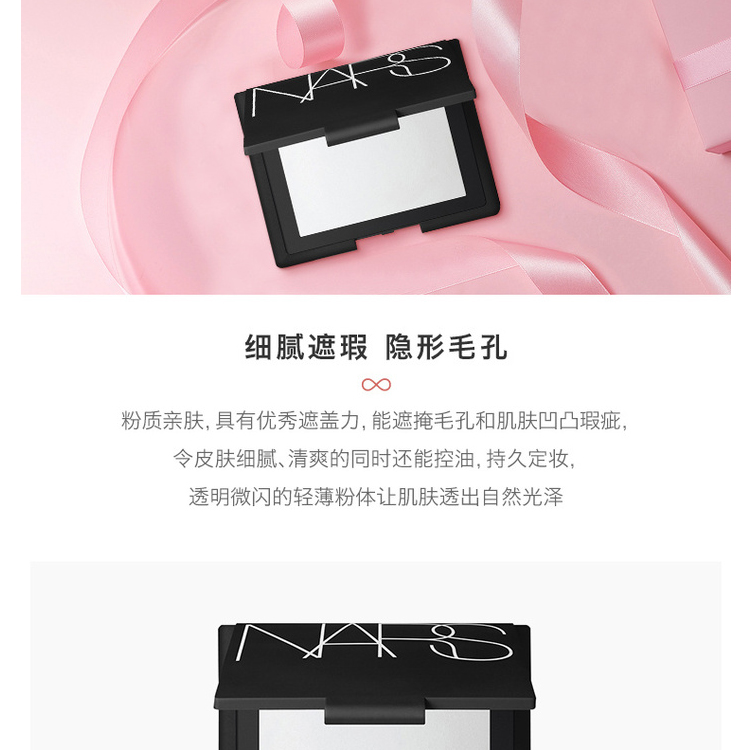 NARS
细腻遮瑕 隐形毛孔
粉质亲肤, 具有优秀遮盖力, 能遮掩毛孔和肌肤凹凸瑕疵,
令皮肤细腻、清爽的同时还能控油, 持久定妆,
透明微闪的轻薄粉体让肌肤透出自然光泽
NARS